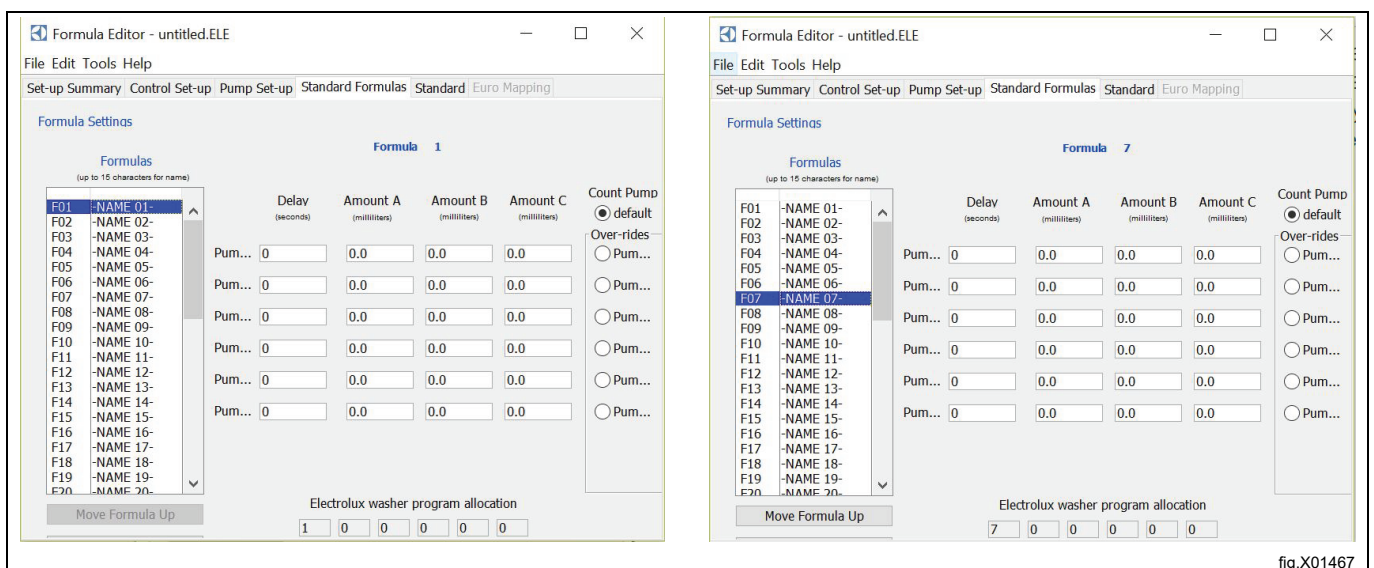 Formula Editor - untitled.ELE
File Edit Tools Help
Set-up Summary Control Set-up Pump Set-up Standard Formulas Standard Euro Mapping
Formula Settings
Formula 1
Formulas
(up to 15 characters for name)
Delay Amount A Amount B Amount C Count Pump
(seconds) (milliliters) (milliliters) (milliliters) default
Over-rides
F01 -NAME 01-
F02 -NAME 02-
F03 -NAME 03-
F04 -NAME 04-
F05 -NAME 05-
F06 -NAME 06-
F07 -NAME 07-
F08 -NAME 08-
F09 -NAME 09-
F10 -NAME 10-
F11 -NAME 11-
F12 -NAME 12-
F13 -NAME 13-
F14 -NAME 14-
F15 -NAME 15-
F16 -NAME 16-
F17 -NAME 17-
F18 -NAME 18-
F19 -NAME 19-
F20 -NAME 20-
Pum... 0 0.0 0.0 0.0 Pum...
Pum... 0 0.0 0.0 0.0 Pum...
Pum... 0 0.0 0.0 0.0 Pum...
Pum... 0 0.0 0.0 0.0 Pum...
Pum... 0 0.0 0.0 0.0 Pum...
Pum... 0 0.0 0.0 0.0 Pum...
Move Formula Up
Electrolux washer program allocation
1 0 0 0 0 0
Formula Editor - untitled.ELE
File Edit Tools Help
Set-up Summary Control Set-up Pump Set-up Standard Formulas Standard Euro Mapping
Formula Settings
Formula 7
Formulas
(up to 15 characters for name)
Delay Amount A Amount B Amount C Count Pump
(seconds) (milliliters) (milliliters) (milliliters) default
Over-rides
F01 -NAME 01-
F02 -NAME 02-
F03 -NAME 03-
F04 -NAME 04-
F05 -NAME 05-
F06 -NAME 06-
F07 -NAME 07-
F08 -NAME 08-
F09 -NAME 09-
F10 -NAME 10-
F11 -NAME 11-
F12 -NAME 12-
F13 -NAME 13-
F14 -NAME 14-
F15 -NAME 15-
F16 -NAME 16-
F17 -NAME 17-
F18 -NAME 18-
F19 -NAME 19-
F20 -NAME 20-
Pum... 0 0.0 0.0 0.0 Pum...
Pum... 0 0.0 0.0 0.0 Pum...
Pum... 0 0.0 0.0 0.0 Pum...
Pum... 0 0.0 0.0 0.0 Pum...
Pum... 0 0.0 0.0 0.0 Pum...
Pum... 0 0.0 0.0 0.0 Pum...
Move Formula Up
Electrolux washer program allocation
7 0 0 0 0 0
fig.X01467